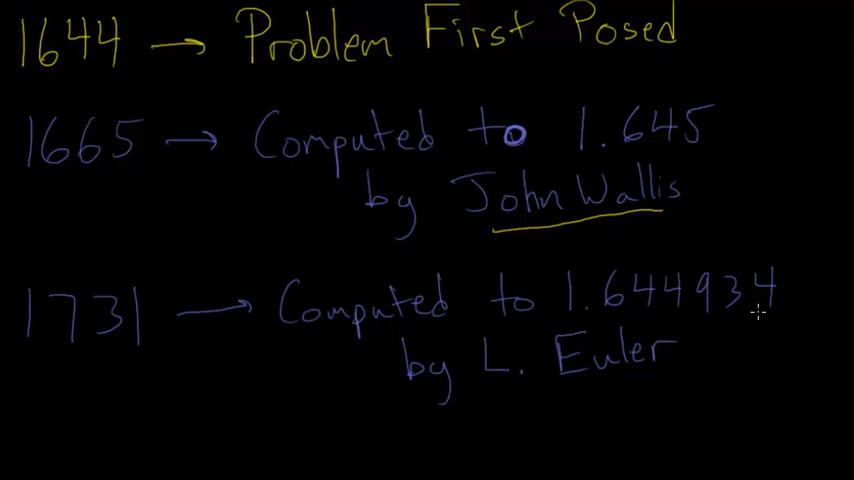 1644 → Problem First Posed
1665 → Computed to 1.645
by John Wallis
1731 → Computed to 1.644934
by L. Euler